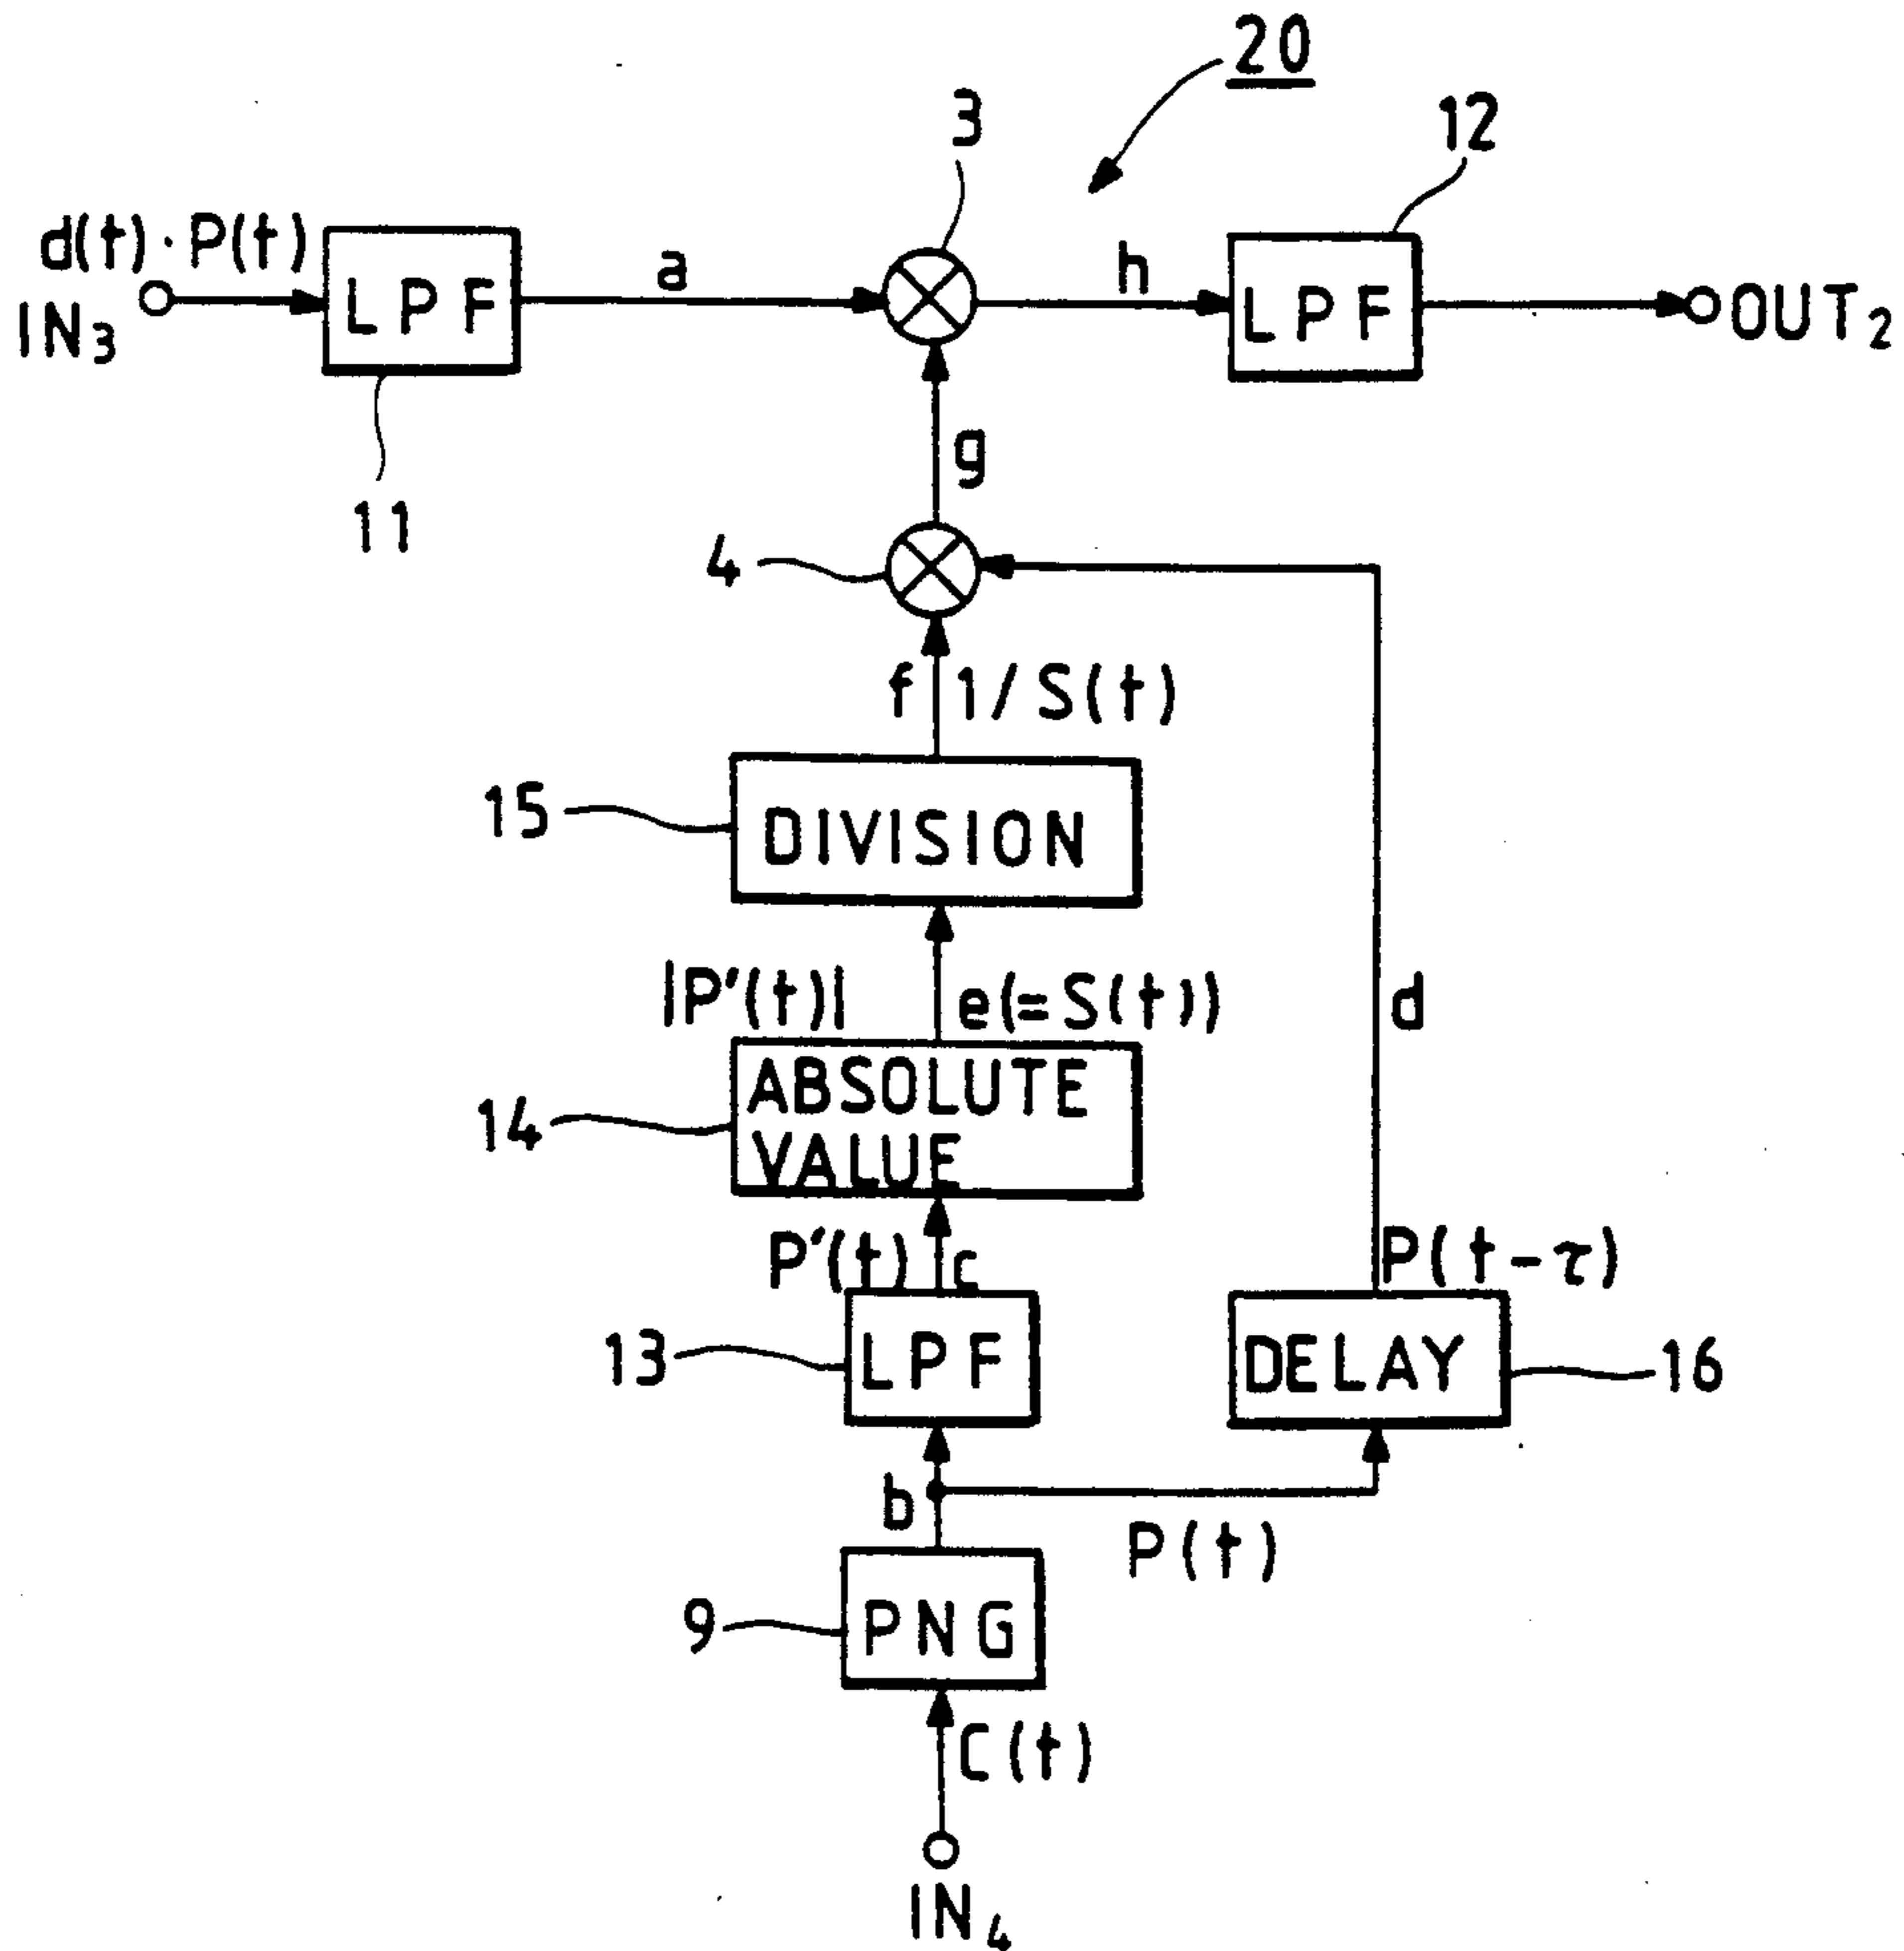 20
3
12
d(t)·P(t)
IN3
LPF
a
h
LPF
OUT2
11
g
4
f 1/S(t)
15
DIVISION
|P'(t)|
e(=S(t))
d
14
ABSOLUTE
VALUE
P'(t)
c
P(t-τ)
13
LPF
DELAY
16
b
P(t)
9
PNG
C(t)
IN4